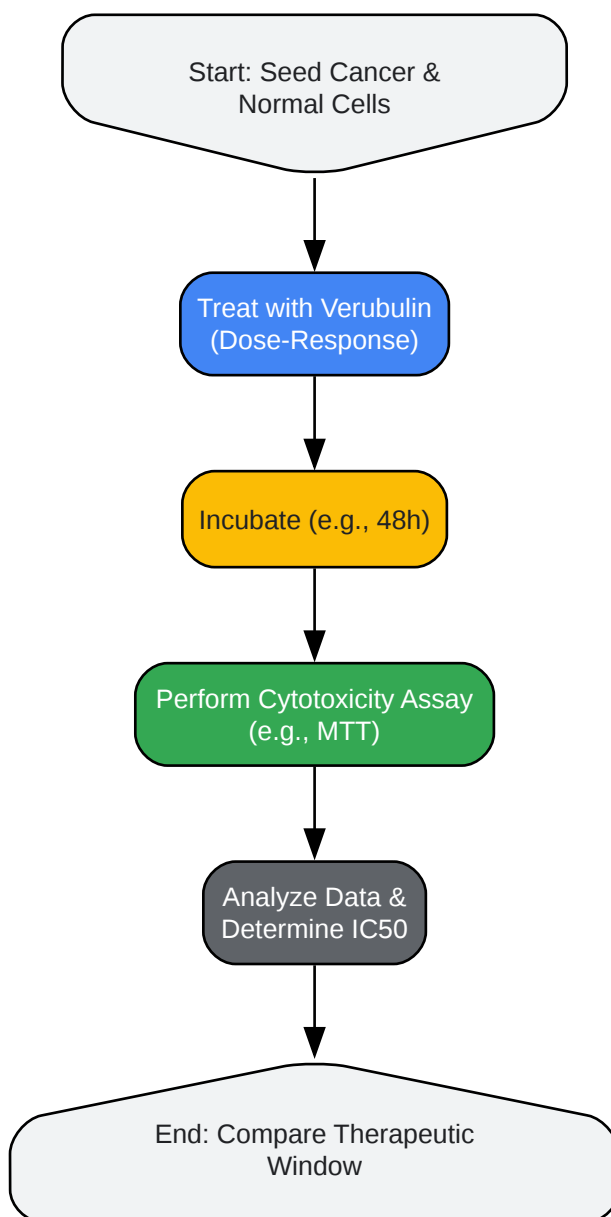 Start: Seed Cancer &
Normal Cells
Treat with Verubulin
(Dose-Response)
Incubate (e.g., 48h)
Perform Cytotoxicity Assay
(e.g., MTT)
Analyze Data &
Determine IC50
End: Compare Therapeutic
Window